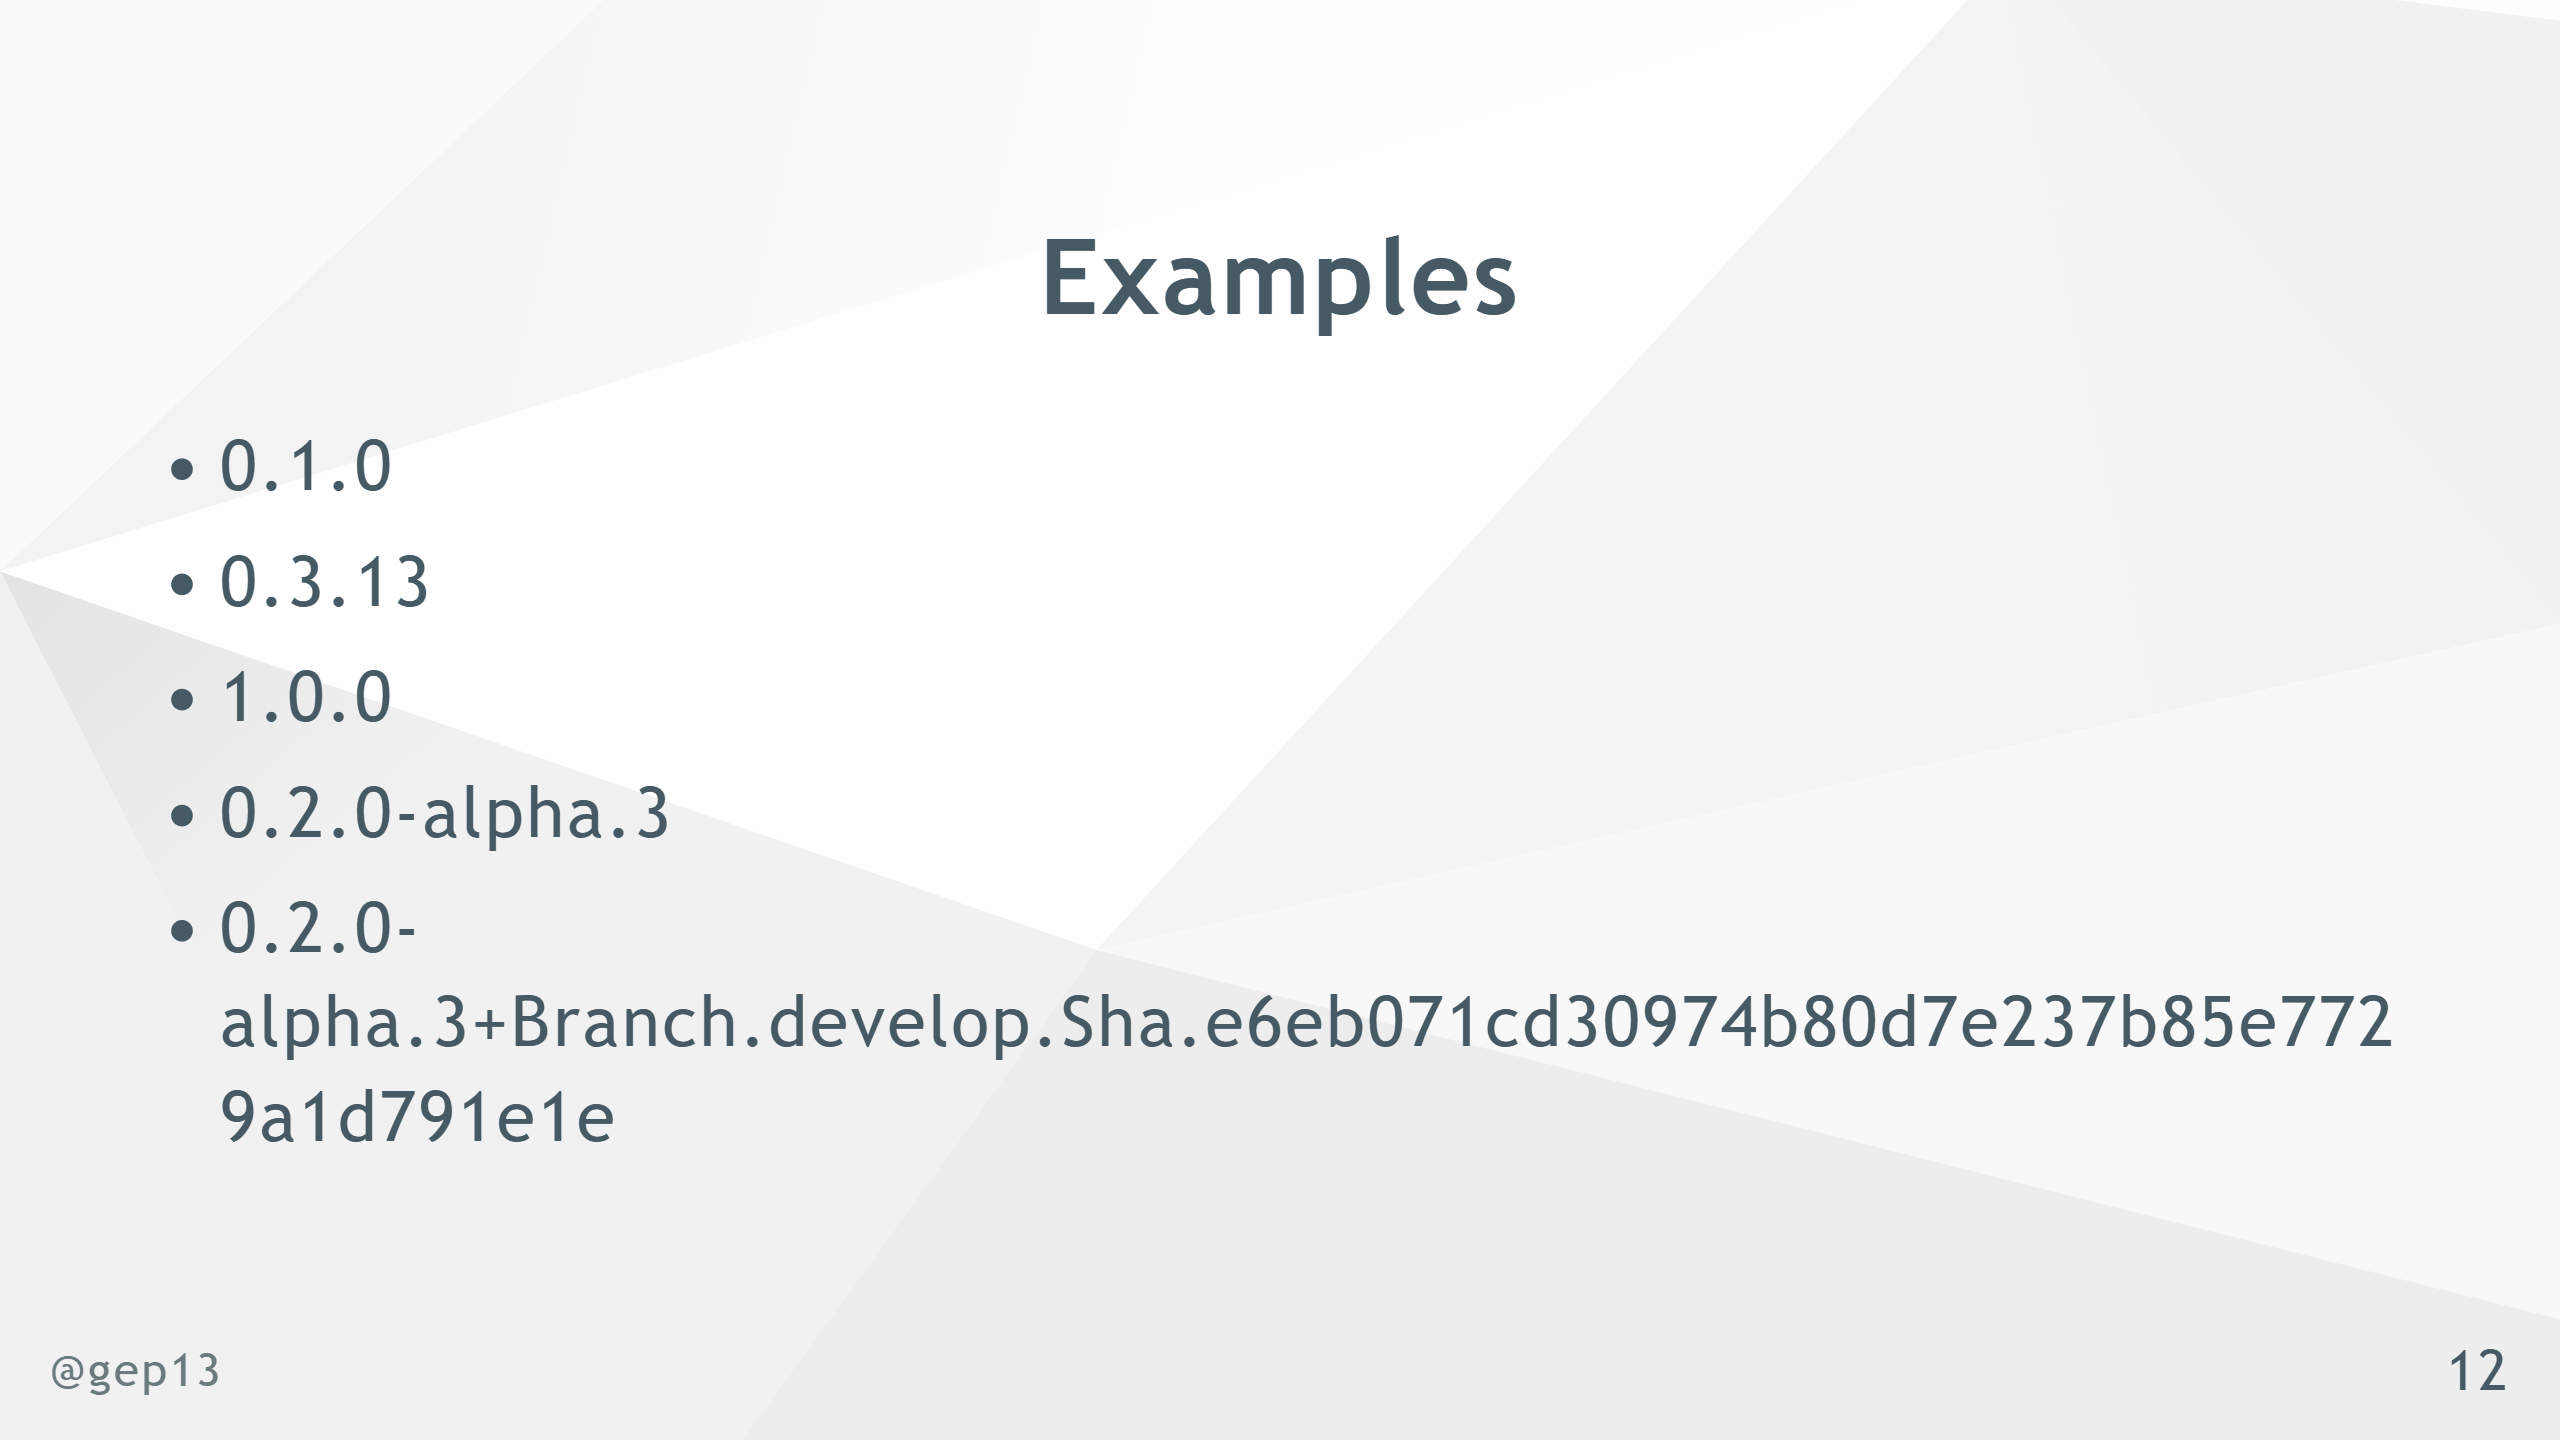 Examples
• 0.1.0
• 0.3.13
• 1.0.0
• 0.2.0-alpha.3
• 0.2.0-
alpha.3+Branch.develop.Sha.e6eb071cd30974b80d7e237b85e772
9a1d791e1e
@gep13
12